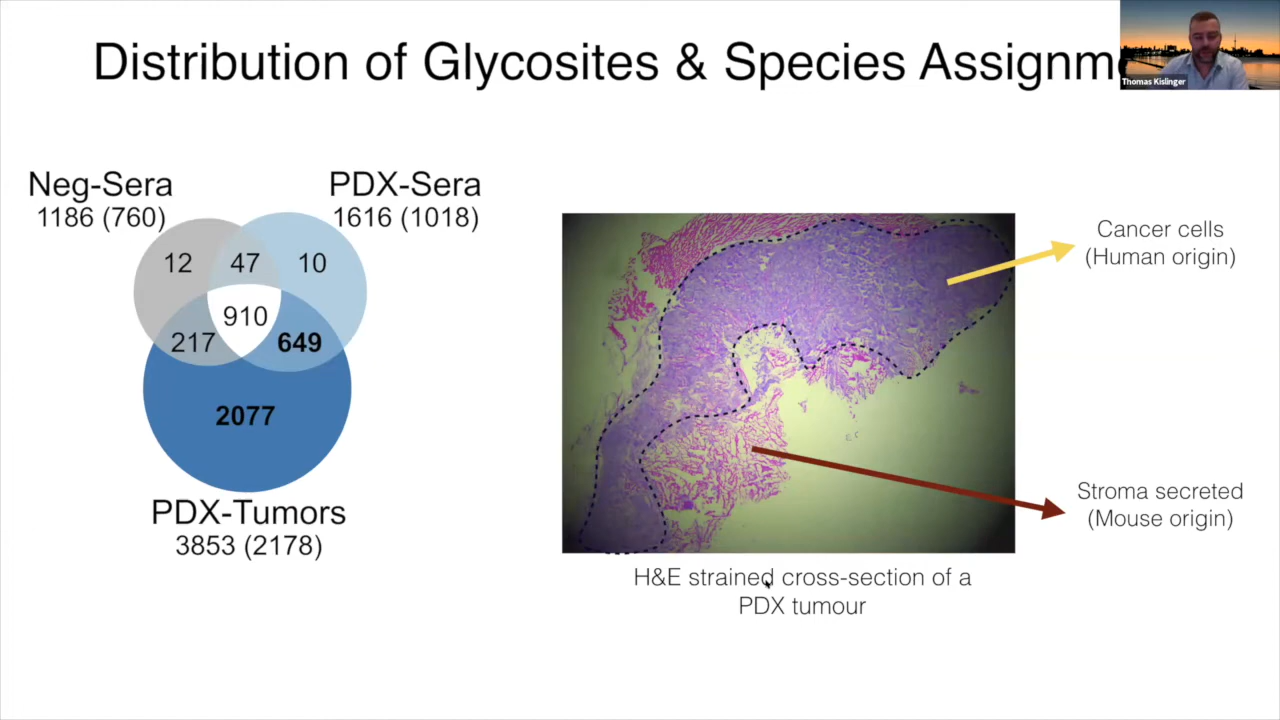 Distribution of Glycosites & Species Assignm
Thomas Kislinger
Neg-Sera
1186 (760)
PDX-Sera
1616 (1018)
12
47
10
910
217
649
2077
PDX-Tumors
3853 (2178)
Cancer cells
(Human origin)
Stroma secreted
(Mouse origin)
H&E strained cross-section of a
PDX tumour